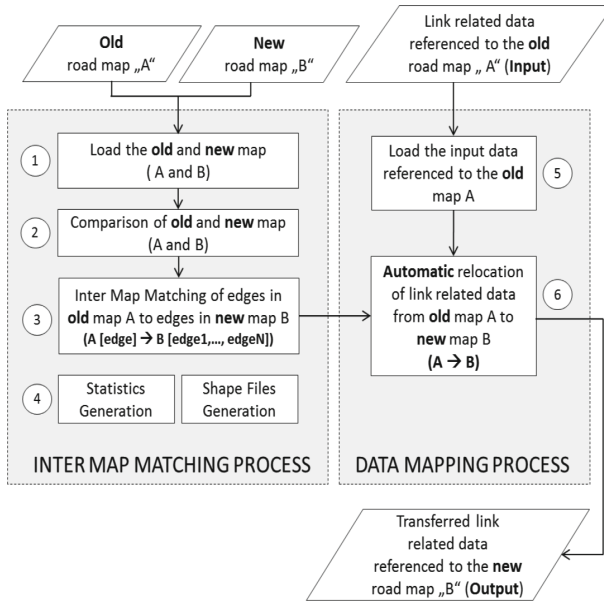 Old
road map „A“
New
road map „B“
Link related data
referenced to the old
road map „ A“ (Input)
1
Load the old and new map
( A and B)
2
Comparison of old and new map
(A and B)
3
Inter Map Matching of edges in
old map A to edges in new map B
(A [edge] → B [edge1,…, edgeN])
4
Statistics
Generation
Shape Files
Generation
INTER MAP MATCHING PROCESS
Load the input data
referenced to the old
map A
5
Automatic relocation
of link related data
from old map A to
new map B
(A → B)
6
DATA MAPPING PROCESS
Transferred link
related data
referenced to the new
road map „B“ (Output)